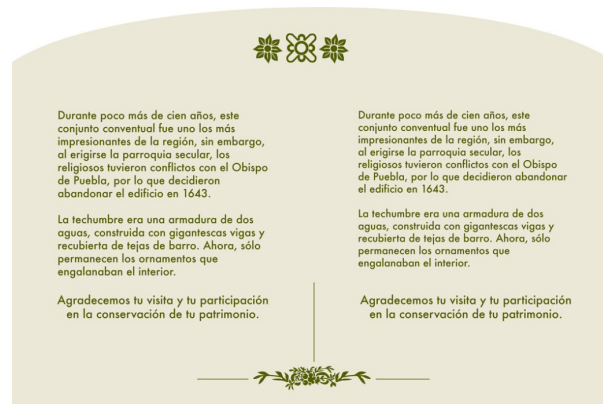 Durante poco más de cien años, este
conjunto conventual fue uno los más
impresionantes de la región, sin embargo,
al erigirse la parroquia secular, los
religiosos tuvieron conflictos con el Obispo
de Puebla, por lo que decidieron
abandonar el edificio en 1643.
La techumbre era una armadura de dos
aguas, construida con gigantescas vigas y
recubierta de tejas de barro. Ahora, sólo
permanecen los ornamentos que
engalanaban el interior.
Agradecemos tu visita y tu participación
en la conservación de tu patrimonio.
Durante poco más de cien años, este
conjunto conventual fue uno los más
impresionantes de la región, sin embargo,
al erigirse la parroquia secular, los
religiosos tuvieron conflictos con el Obispo
de Puebla, por lo que decidieron abandonar
el edificio en 1643.
La techumbre era una armadura de dos
aguas, construida con gigantescas vigas y
recubierta de tejas de barro. Ahora, sólo
permanecen los ornamentos que
engalanaban el interior.
Agradecemos tu visita y tu participación
en la conservación de tu patrimonio.